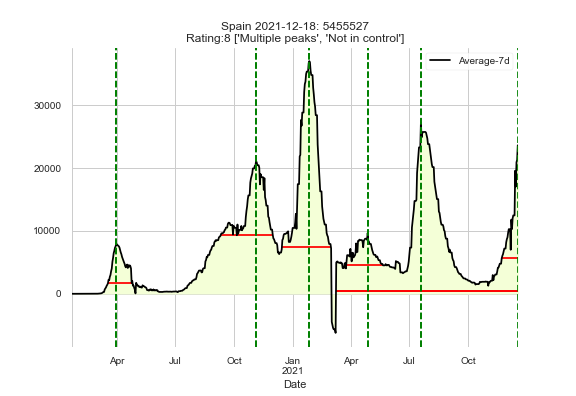 Spain 2021-12-18: 5455527
Rating:8 ['Multiple peaks', 'Not in control']
Average-7d
30000
20000
10000
0
Apr Jul Oct Jan Apr Jul Oct
2021
Date